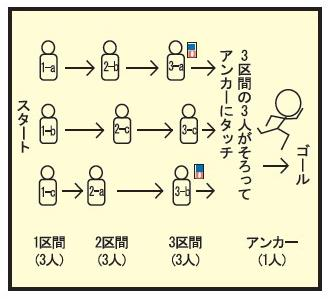 1-a
2-b
3-a
スタート
1-b
2-c
3-c
3区間の3人がそろって
アンカーにタッチ
ゴール
1-c
2-a
3-b
1区間
(3人)
2区間
(3人)
3区間
(3人)
アンカー
(1人)